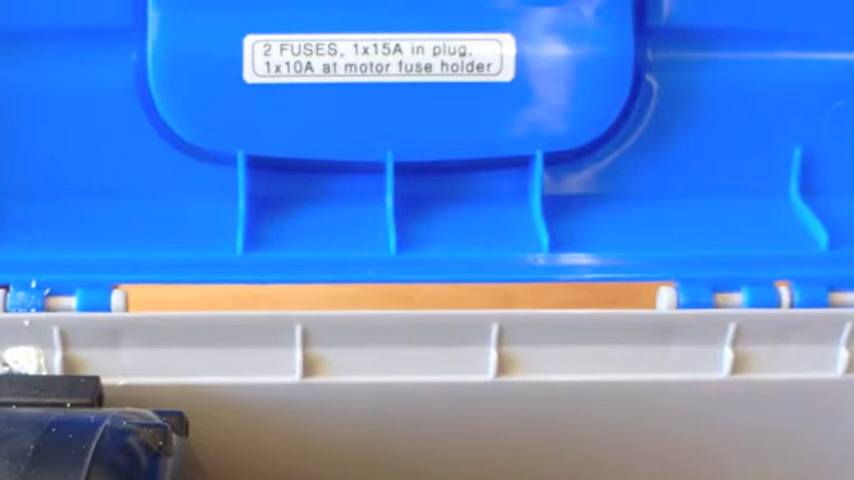 2 FUSES, 1x15A in plug,
1x10A at motor fuse holder